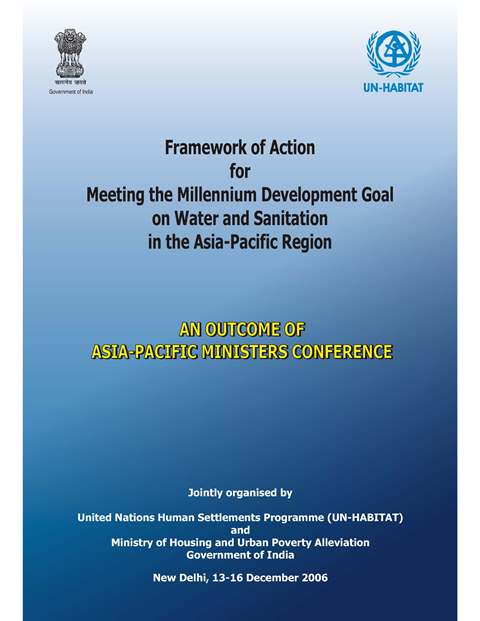 सत्यमेव जयते
Government of India
UN-HABITAT
Framework of Action
for
Meeting the Millennium Development Goal
on Water and Sanitation
in the Asia-Pacific Region
AN OUTCOME OF
ASIA-PACIFIC MINISTERS CONFERENCE
Jointly organised by
United Nations Human Settlements Programme (UN-HABITAT)
and
Ministry of Housing and Urban Poverty Alleviation
Government of India
New Delhi, 13-16 December 2006